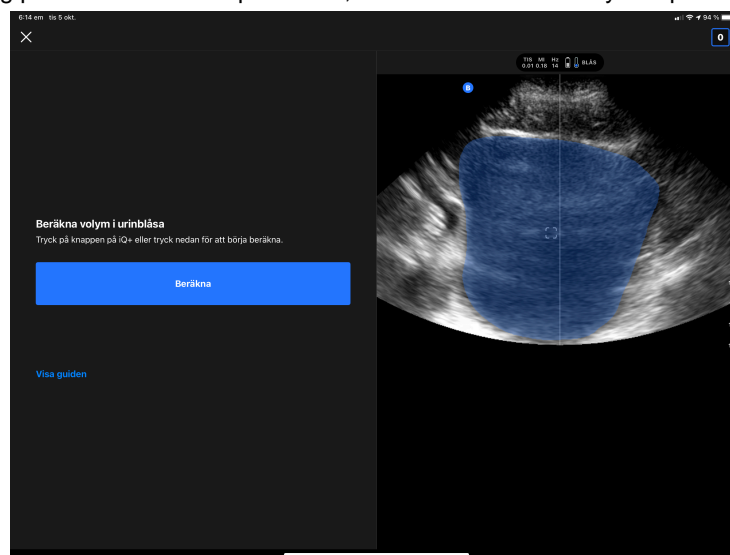 6:14 em tis 5 okt.
94 %
0
TIS MI Hz
0.01 0.18 14
BLÅS
B
Beräkna volym i urinblåsa
Tryck på knappen på iQ+ eller tryck nedan för att börja beräkna.
Beräkna
Visa guiden